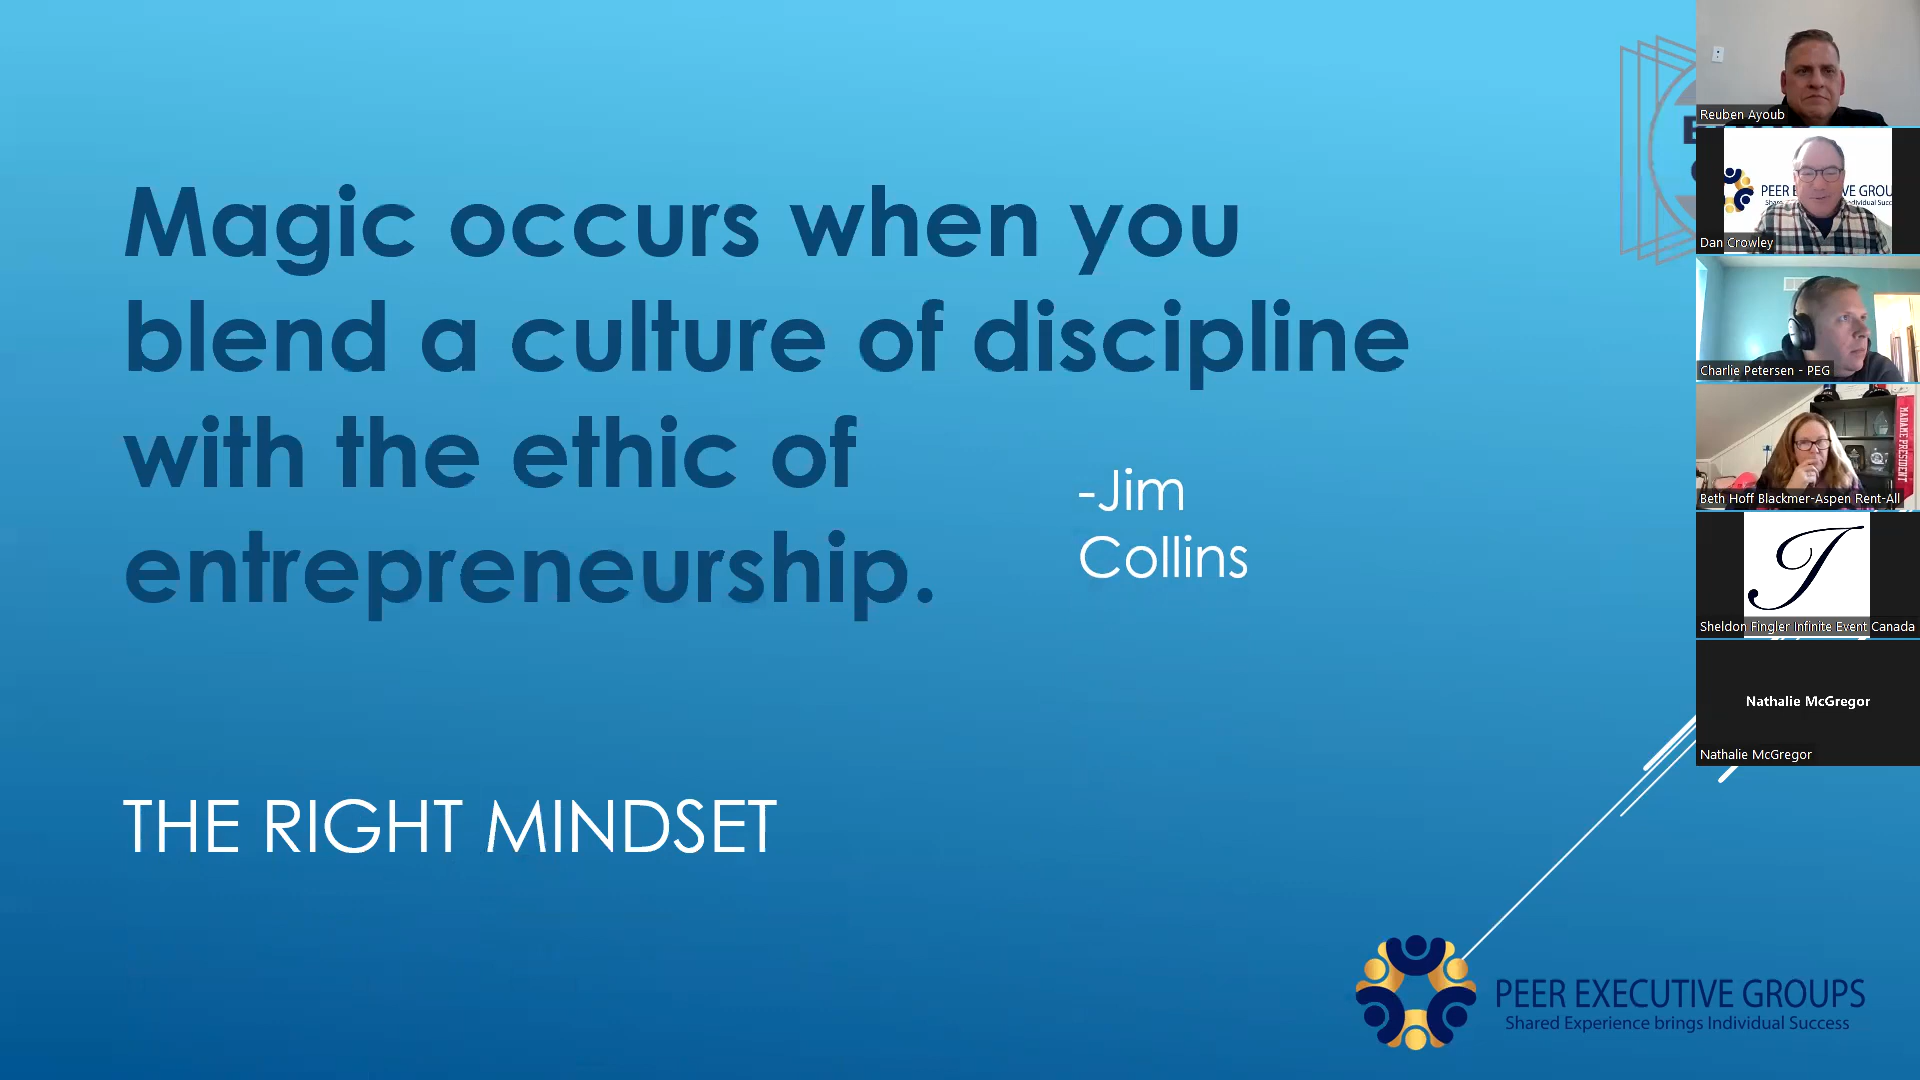 Magic occurs when you
blend a culture of discipline
with the ethic of
entrepreneurship.
-Jim
Collins
THE RIGHT MINDSET
PEER EXECUTIVE GROUPS
Shared Experience brings Individual Success
Reuben Ayoub
Dan Crowley
Charlie Petersen - PEG
MADAME PRESIDENT
Beth Hoff Blackmer-Aspen Rent-All
Sheldon Fingler Infinite Event Canada
Nathalie McGregor
Nathalie McGregor